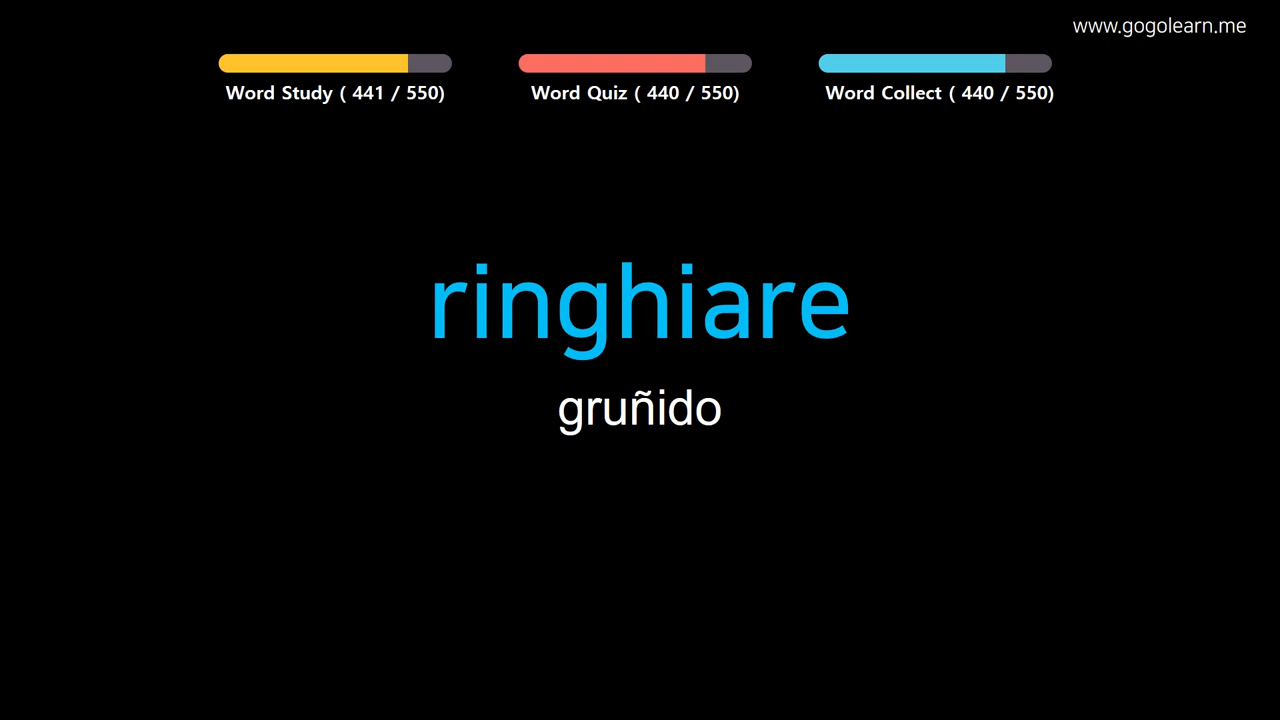 www.gogolearn.me
Word Study ( 441 / 550)
Word Quiz ( 440 / 550)
Word Collect ( 440 / 550)
ringhiare
gruñido